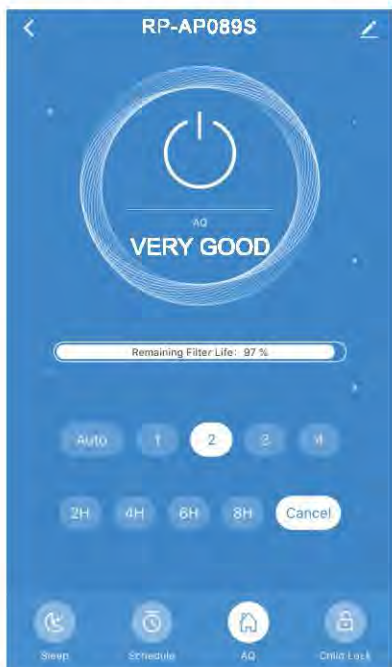 RP-AP089S
AQ
VERY GOOD
Remaining Filter Life: 97 %
Auto 1 2 3 4
2H 4H 6H 8H Cancel
Sleep Schedule AQ Child Lock